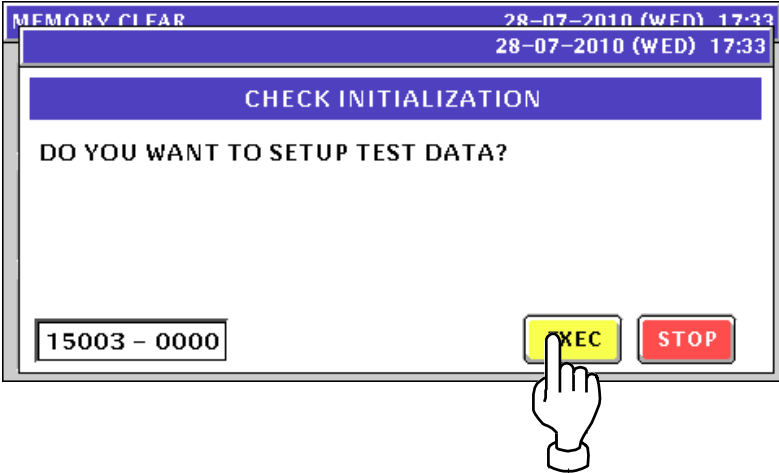 MEMORY CLEAR 28-07-2010 (WED) 17:33
28-07-2010 (WED) 17:33
CHECK INITIALIZATION
DO YOU WANT TO SETUP TEST DATA?
15003 - 0000 EXEC STOP